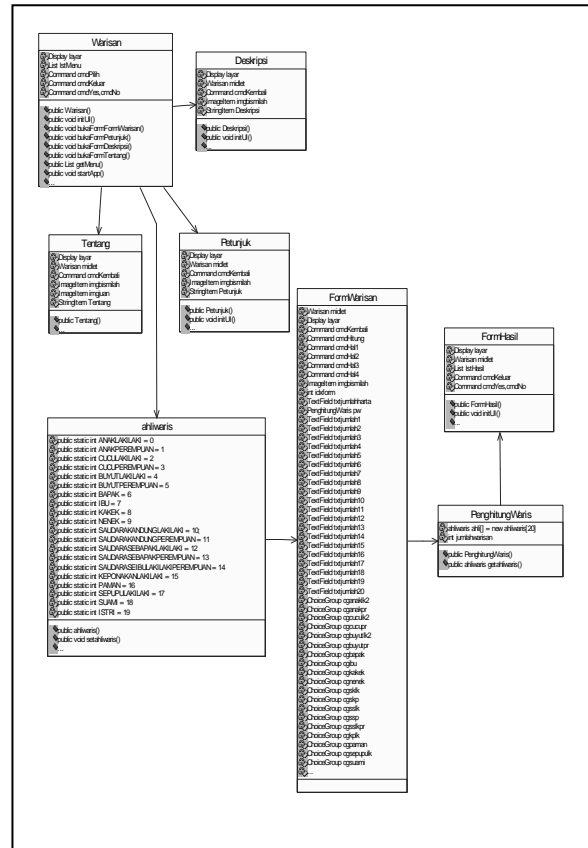 Warisan
Display layar
List lstMenu
Command cmdPilih
Command cmdKeluar
Command cmdYes,cmdNo
public Warisan()
public void initUI()
public void bukaFormFormWarisan()
public void bukaFormPetunjuk()
public void bukaFormDeskripsi()
public void bukaFormTentang()
public List getMenu()
public void startApp()
...
Deskripsi
Display layar
Warisan midlet
Command cmdKembali
ImageItem imgbismilah
StringItem Deskripsi
public Deskripsi()
public void initUI()
...
Tentang
Display layar
Warisan midlet
Command cmdKembali
ImageItem imgbismilah
ImageItem imgjuan
StringItem Tentang
public Tentang()
...
Petunjuk
Display layar
Warisan midlet
Command cmdKembali
ImageItem imgbismilah
StringItem Petunjuk
public Petunjuk()
public void initUI()
...
FormWarisan
Warisan midlet
Display layar
Command cmdKembali
Command cmdHitung
Command cmdHal1
Command cmdHal2
Command cmdHal3
Command cmdHal4
ImageItem imgbismilah
int idxform
TextField txtjumlahharta
PenghitungWaris pw
TextField txtjumlah1
TextField txtjumlah2
TextField txtjumlah3
TextField txtjumlah4
TextField txtjumlah5
TextField txtjumlah6
TextField txtjumlah7
TextField txtjumlah8
TextField txtjumlah9
TextField txtjumlah10
TextField txtjumlah11
TextField txtjumlah12
TextField txtjumlah13
TextField txtjumlah14
TextField txtjumlah15
TextField txtjumlah16
TextField txtjumlah17
TextField txtjumlah18
TextField txtjumlah19
TextField txtjumlah20
ChoiceGroup cganaklk2
ChoiceGroup cganakpr
ChoiceGroup cgcuculk2
ChoiceGroup cgcucupr
ChoiceGroup cgbuyutlk2
ChoiceGroup cgbuyutpr
ChoiceGroup cgbapak
ChoiceGroup cgibu
ChoiceGroup cgkakek
ChoiceGroup cgnenek
ChoiceGroup cgsklk
ChoiceGroup cgskp
ChoiceGroup cgsslk
ChoiceGroup cgssp
ChoiceGroup cgsslkpr
ChoiceGroup cgkplk
ChoiceGroup cgpaman
ChoiceGroup cgsepupulk
ChoiceGroup cgsuami
...
FormHasil
Display layar
Warisan midlet
List lstHasil
Command cmdKeluar
Command cmdYes,cmdNo
public FormHasil()
public void initUI()
...
ahliwaris
public static int ANAKLAKILAKI = 0
public static int ANAKPEREMPUAN = 1
public static int CUCULAKILAKI = 2
public static int CUCUPEREMPUAN = 3
public static int BUYUTLAKILAKI = 4
public static int BUYUTPEREMPUAN = 5
public static int BAPAK = 6
public static int IBU = 7
public static int KAKEK = 8
public static int NENEK = 9
public static int SAUDARAKANDUNGLAKILAKI = 10;
public static int SAUDARAKANDUNGPEREMPUAN = 11
public static int SAUDARASEBAPAKLAKILAKI = 12
public static int SAUDARASEBAPAKPEREMPUAN = 13
public static int SAUDARASEIBULAKILAKIPEREMPUAN = 14
public static int KEPONAKANLAKILAKI = 15
public static int PAMAN = 16
public static int SEPUPULAKILAKI = 17
public static int SUAMI = 18
public static int ISTRI = 19
public ahliwaris()
public void setahliwaris()
...
PenghitungWaris
ahliwaris ahli[] = new ahliwaris[20]
int jumlahwarisan
public PenghitungWaris()
public ahliwaris getahliwaris()